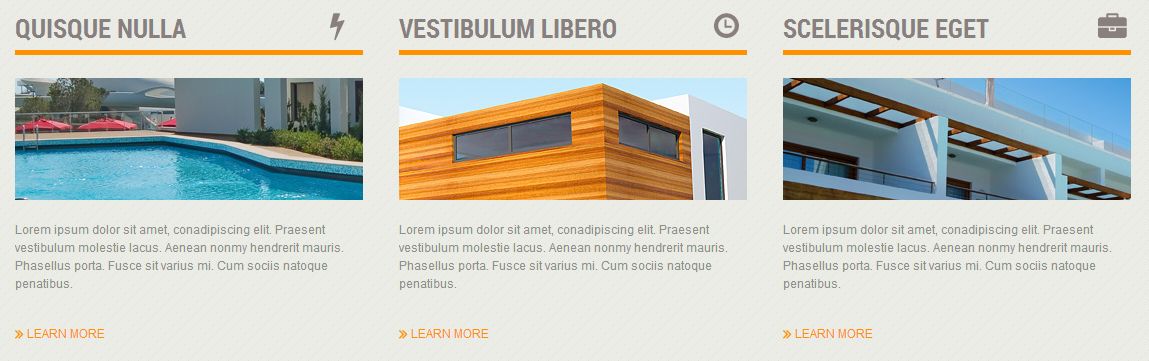 QUISQUE NULLA
Lorem ipsum dolor sit amet, conadipiscing elit. Praesent
vestibulum molestie lacus. Aenean nonmy hendrerit mauris.
Phasellus porta. Fusce sit varius mi. Cum sociis natoque
penatibus.
LEARN MORE
VESTIBULUM LIBERO
Lorem ipsum dolor sit amet, conadipiscing elit. Praesent
vestibulum molestie lacus. Aenean nonmy hendrerit mauris.
Phasellus porta. Fusce sit varius mi. Cum sociis natoque
penatibus.
LEARN MORE
SCELERISQUE EGET
Lorem ipsum dolor sit amet, conadipiscing elit. Praesent
vestibulum molestie lacus. Aenean nonmy hendrerit mauris.
Phasellus porta. Fusce sit varius mi. Cum sociis natoque
penatibus.
LEARN MORE